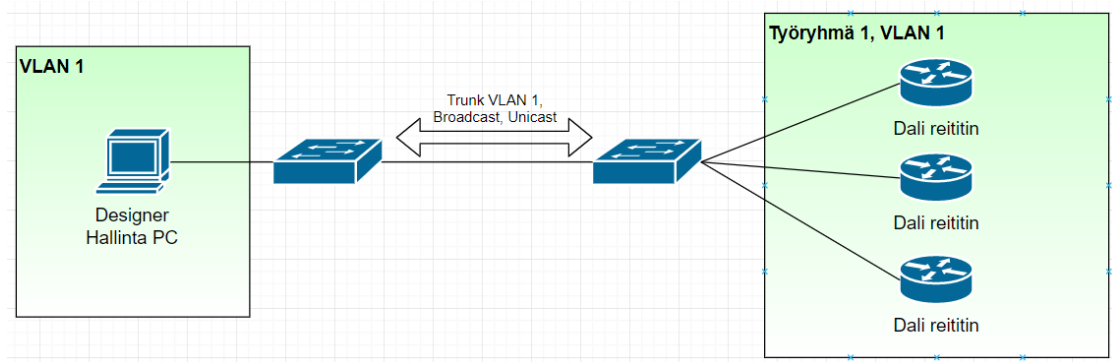 VLAN 1
Designer
Hallinta PC
Trunk VLAN 1,
Broadcast, Unicast
Työryhmä 1, VLAN 1
Dali reititin
Dali reititin
Dali reititin